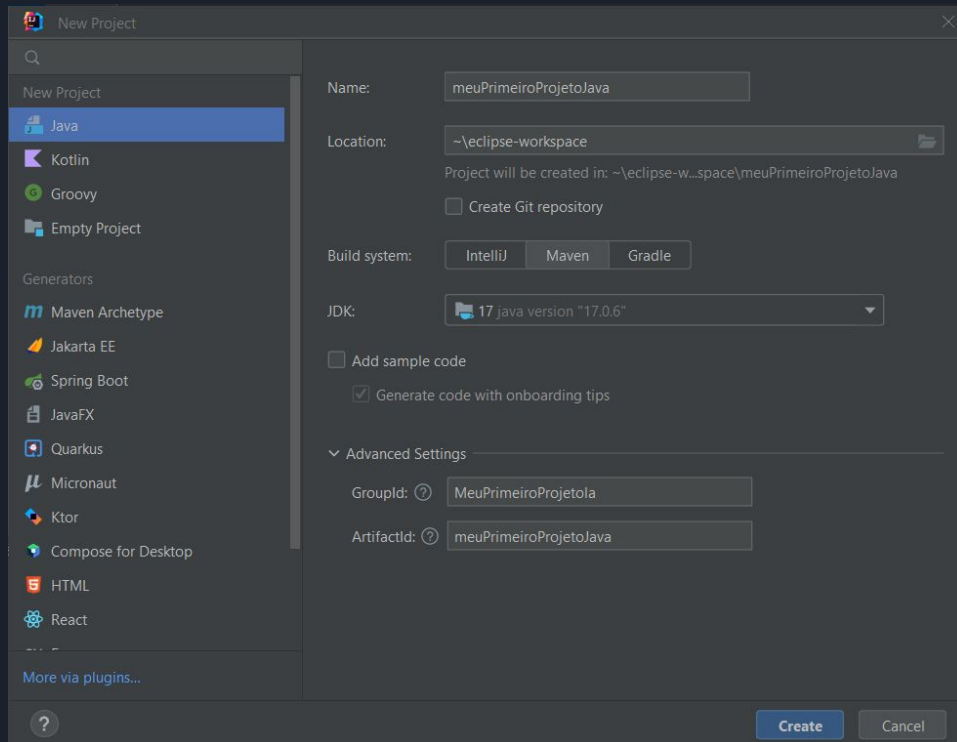 New Project
New Project
Java
Kotlin
Groovy
Empty Project
Generators
Maven Archetype
Jakarta EE
Spring Boot
JavaFX
Quarkus
Micronaut
Ktor
Compose for Desktop
HTML
React
More via plugins...
Name: meuPrimeiroProjetoJava
Location: ~\eclipse-workspace
Project will be created in: ~\eclipse-w...space\meuPrimeiroProjetoJava
Create Git repository
Build system: IntelliJ Maven Gradle
JDK: 17 java version "17.0.6"
Add sample code
Generate code with onboarding tips
Advanced Settings
GroupId: ? MeuPrimeiroProjetoIa
ArtifactId: ? meuPrimeiroProjetoJava
? Create Cancel